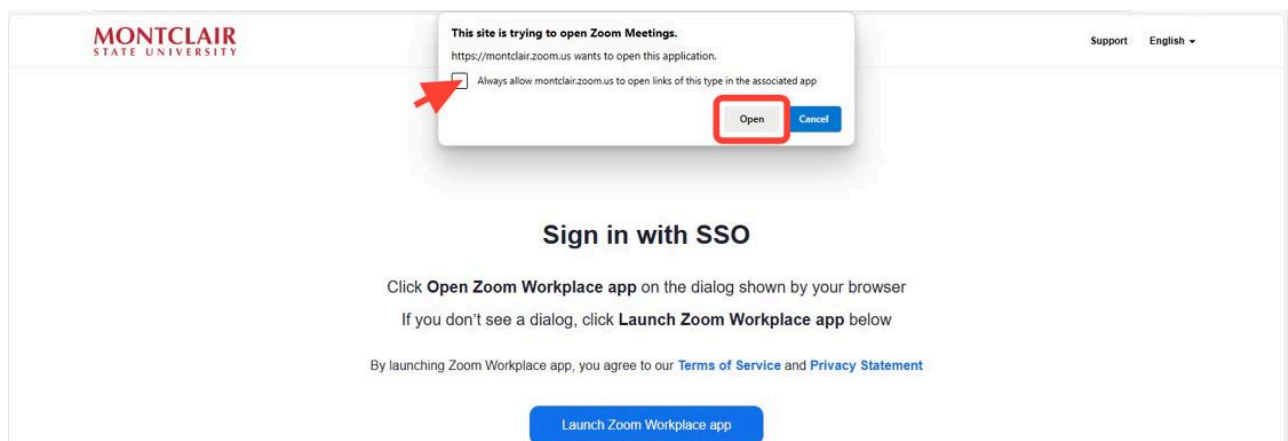 MONTCLAIR
STATE UNIVERSITY
This site is trying to open Zoom Meetings.
https://montclair.zoom.us wants to open this application.
Always allow montclair.zoom.us to open links of this type in the associated app
Open Cancel
Support English
Sign in with SSO
Click Open Zoom Workplace app on the dialog shown by your browser
If you don't see a dialog, click Launch Zoom Workplace app below
By launching Zoom Workplace app, you agree to our Terms of Service and Privacy Statement
Launch Zoom Workplace app